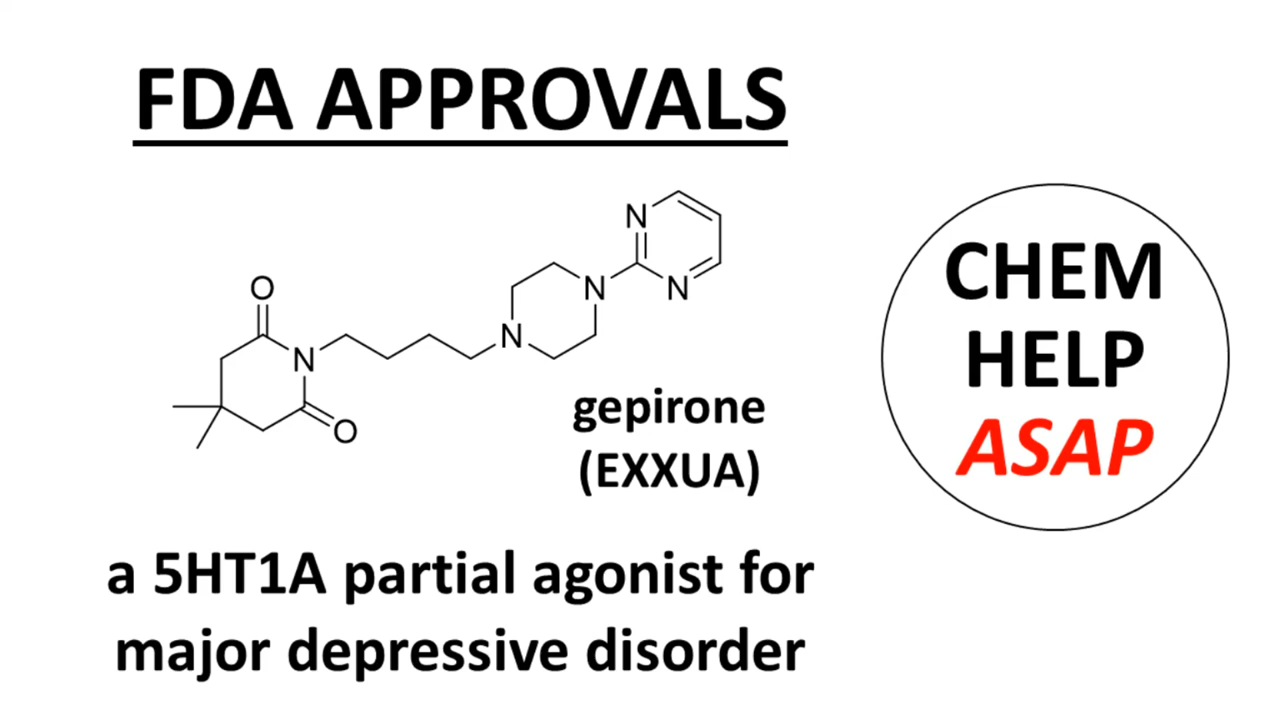 FDA APPROVALS
N
N
N
N
O
N
O
gepirone
(EXXUA)
a 5HT1A partial agonist for
major depressive disorder
CHEM
HELP
ASAP